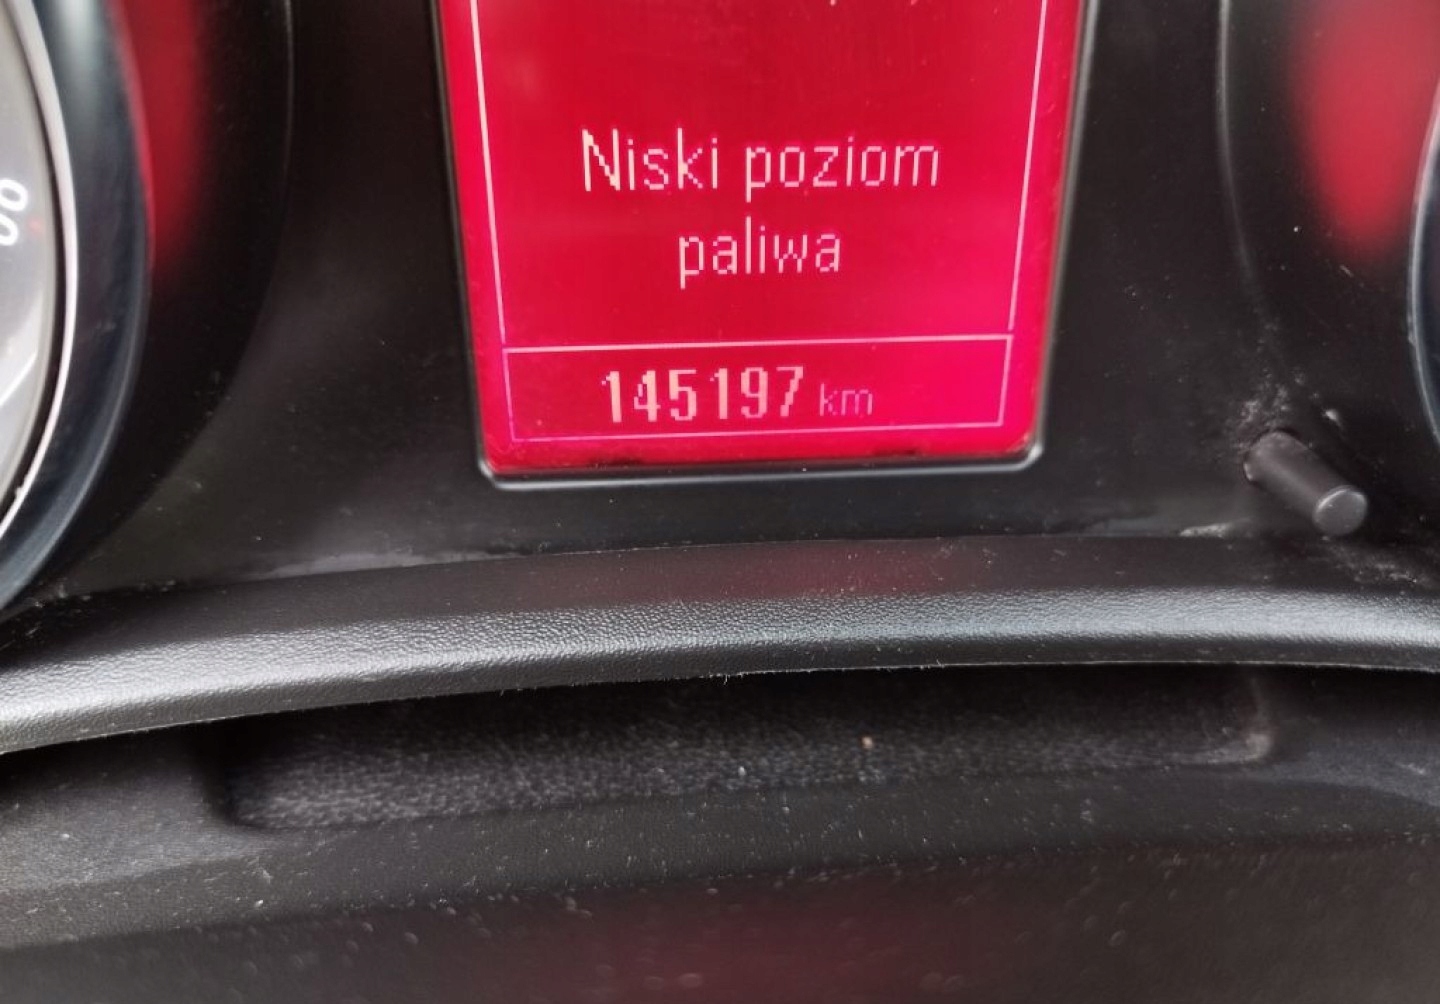 Niski poziom
paliwa
145197 km